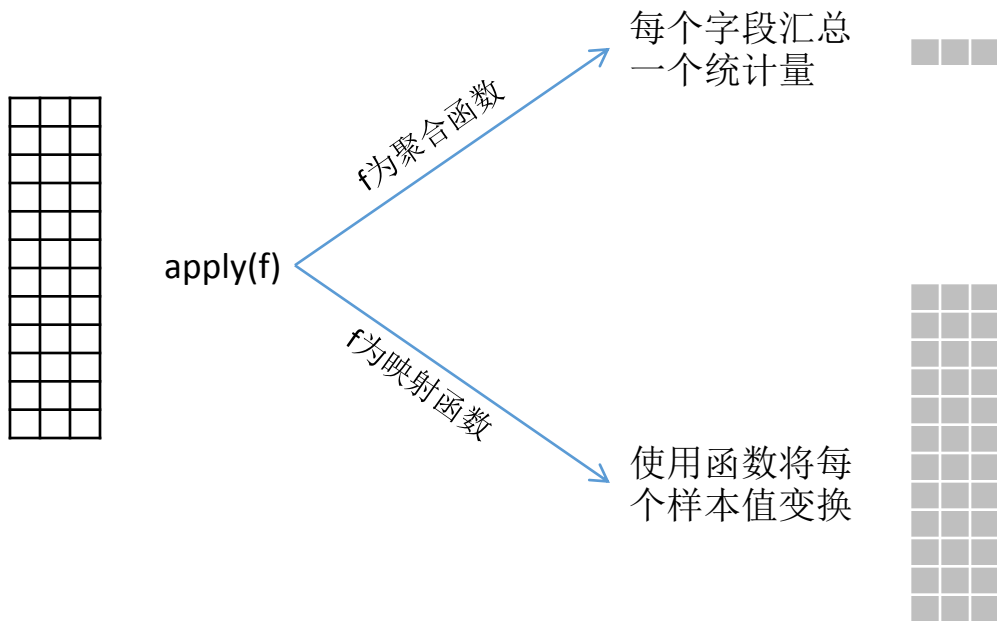 每个字段汇总
一个统计量
f为聚合函数
apply(f)
f为映射函数
使用函数将每
个样本值变换